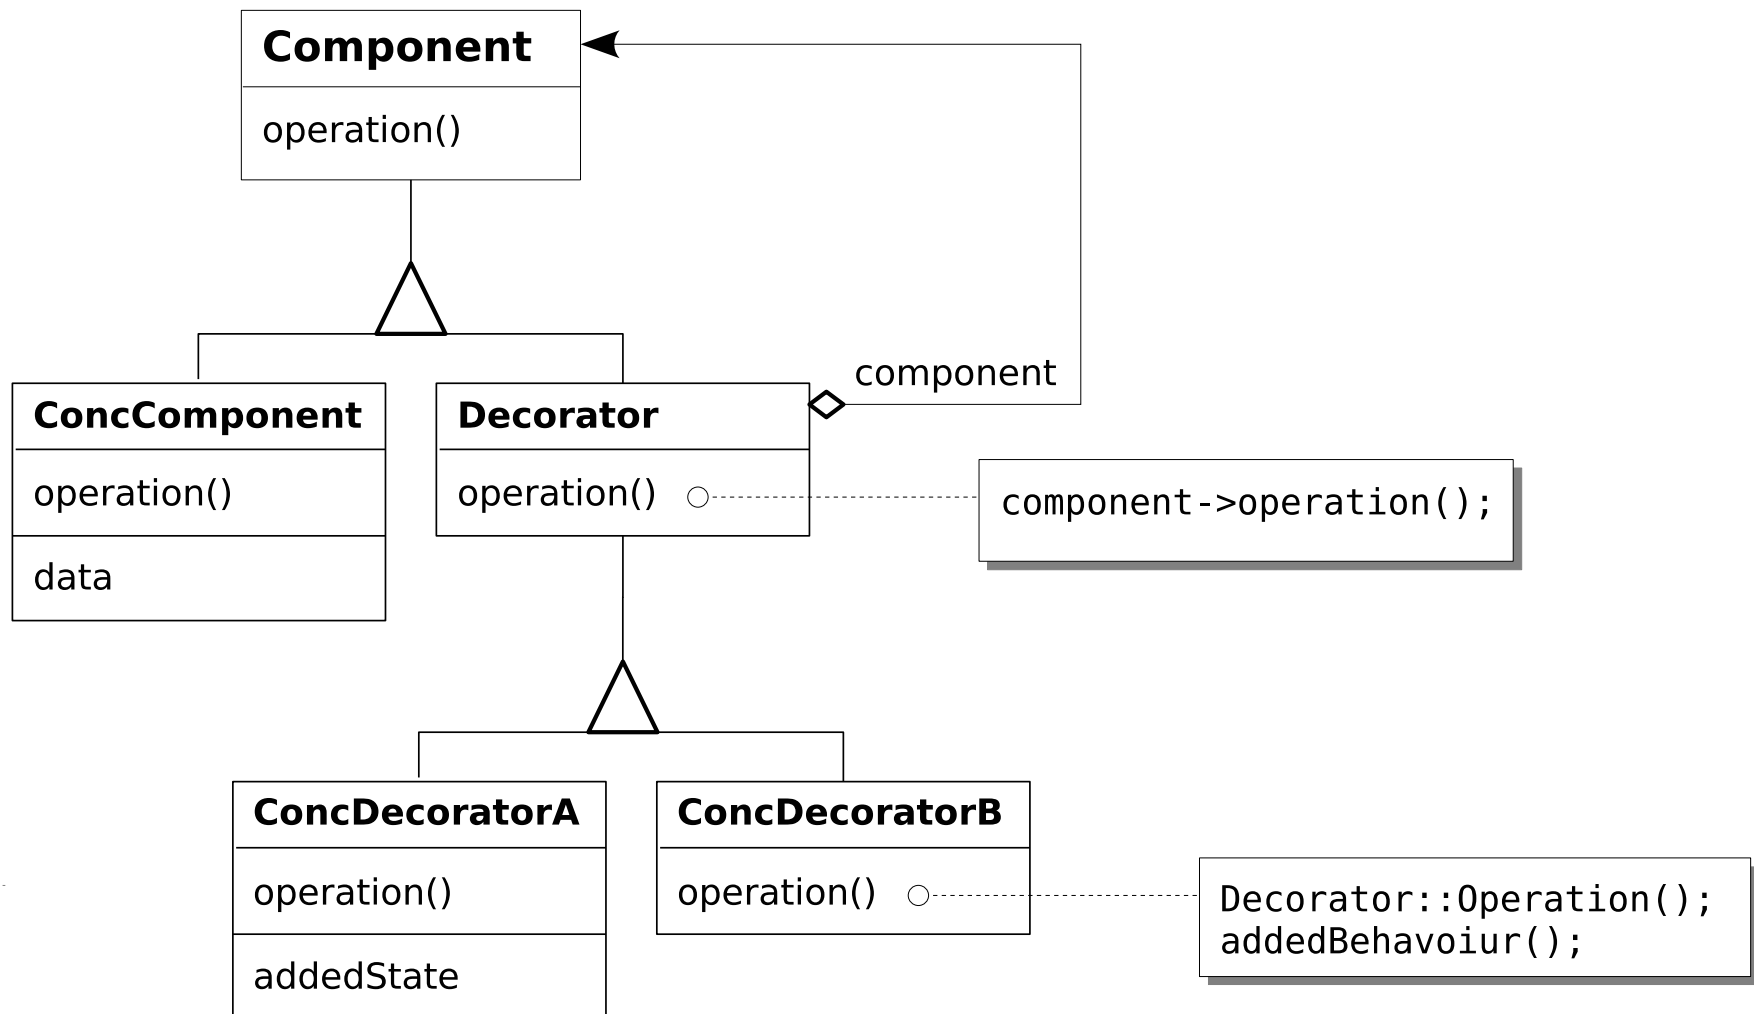 Component
operation()
component
ConcComponent
operation()
data
Decorator
operation()
component->operation();
ConcDecoratorA
operation()
addedState
ConcDecoratorB
operation()
Decorator::Operation();
addedBehavoiur();